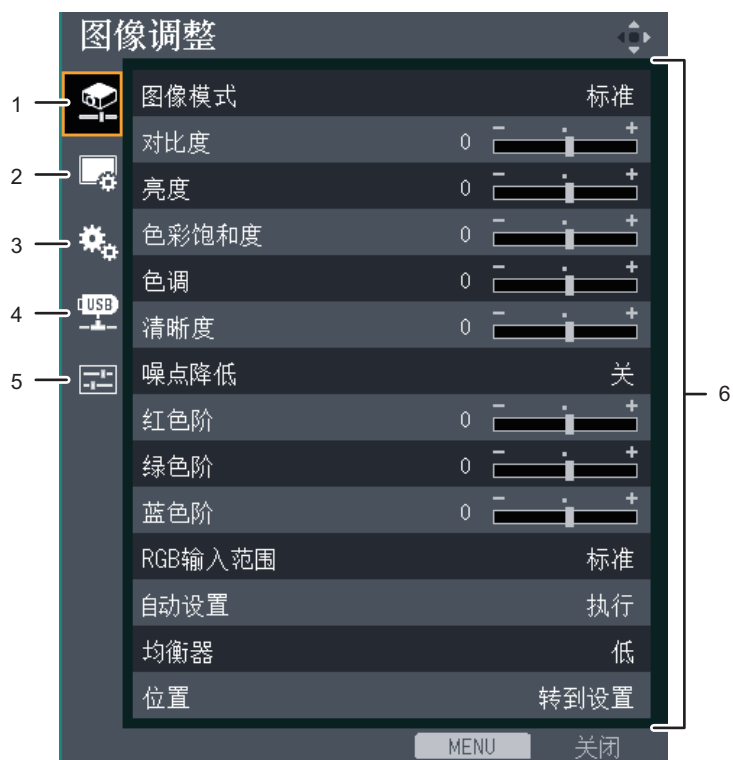 图像调整
1
图像模式 标准
对比度 0 - +
2
亮度 0 - +
3
色彩饱和度 0 - +
色调 0 - +
4
USB
清晰度 0 - +
5
噪点降低 关
6
红色阶 0 - +
绿色阶 0 - +
蓝色阶 0 - +
RGB输入范围 标准
自动设置 执行
均衡器 低
位置 转到设置
MENU 关闭